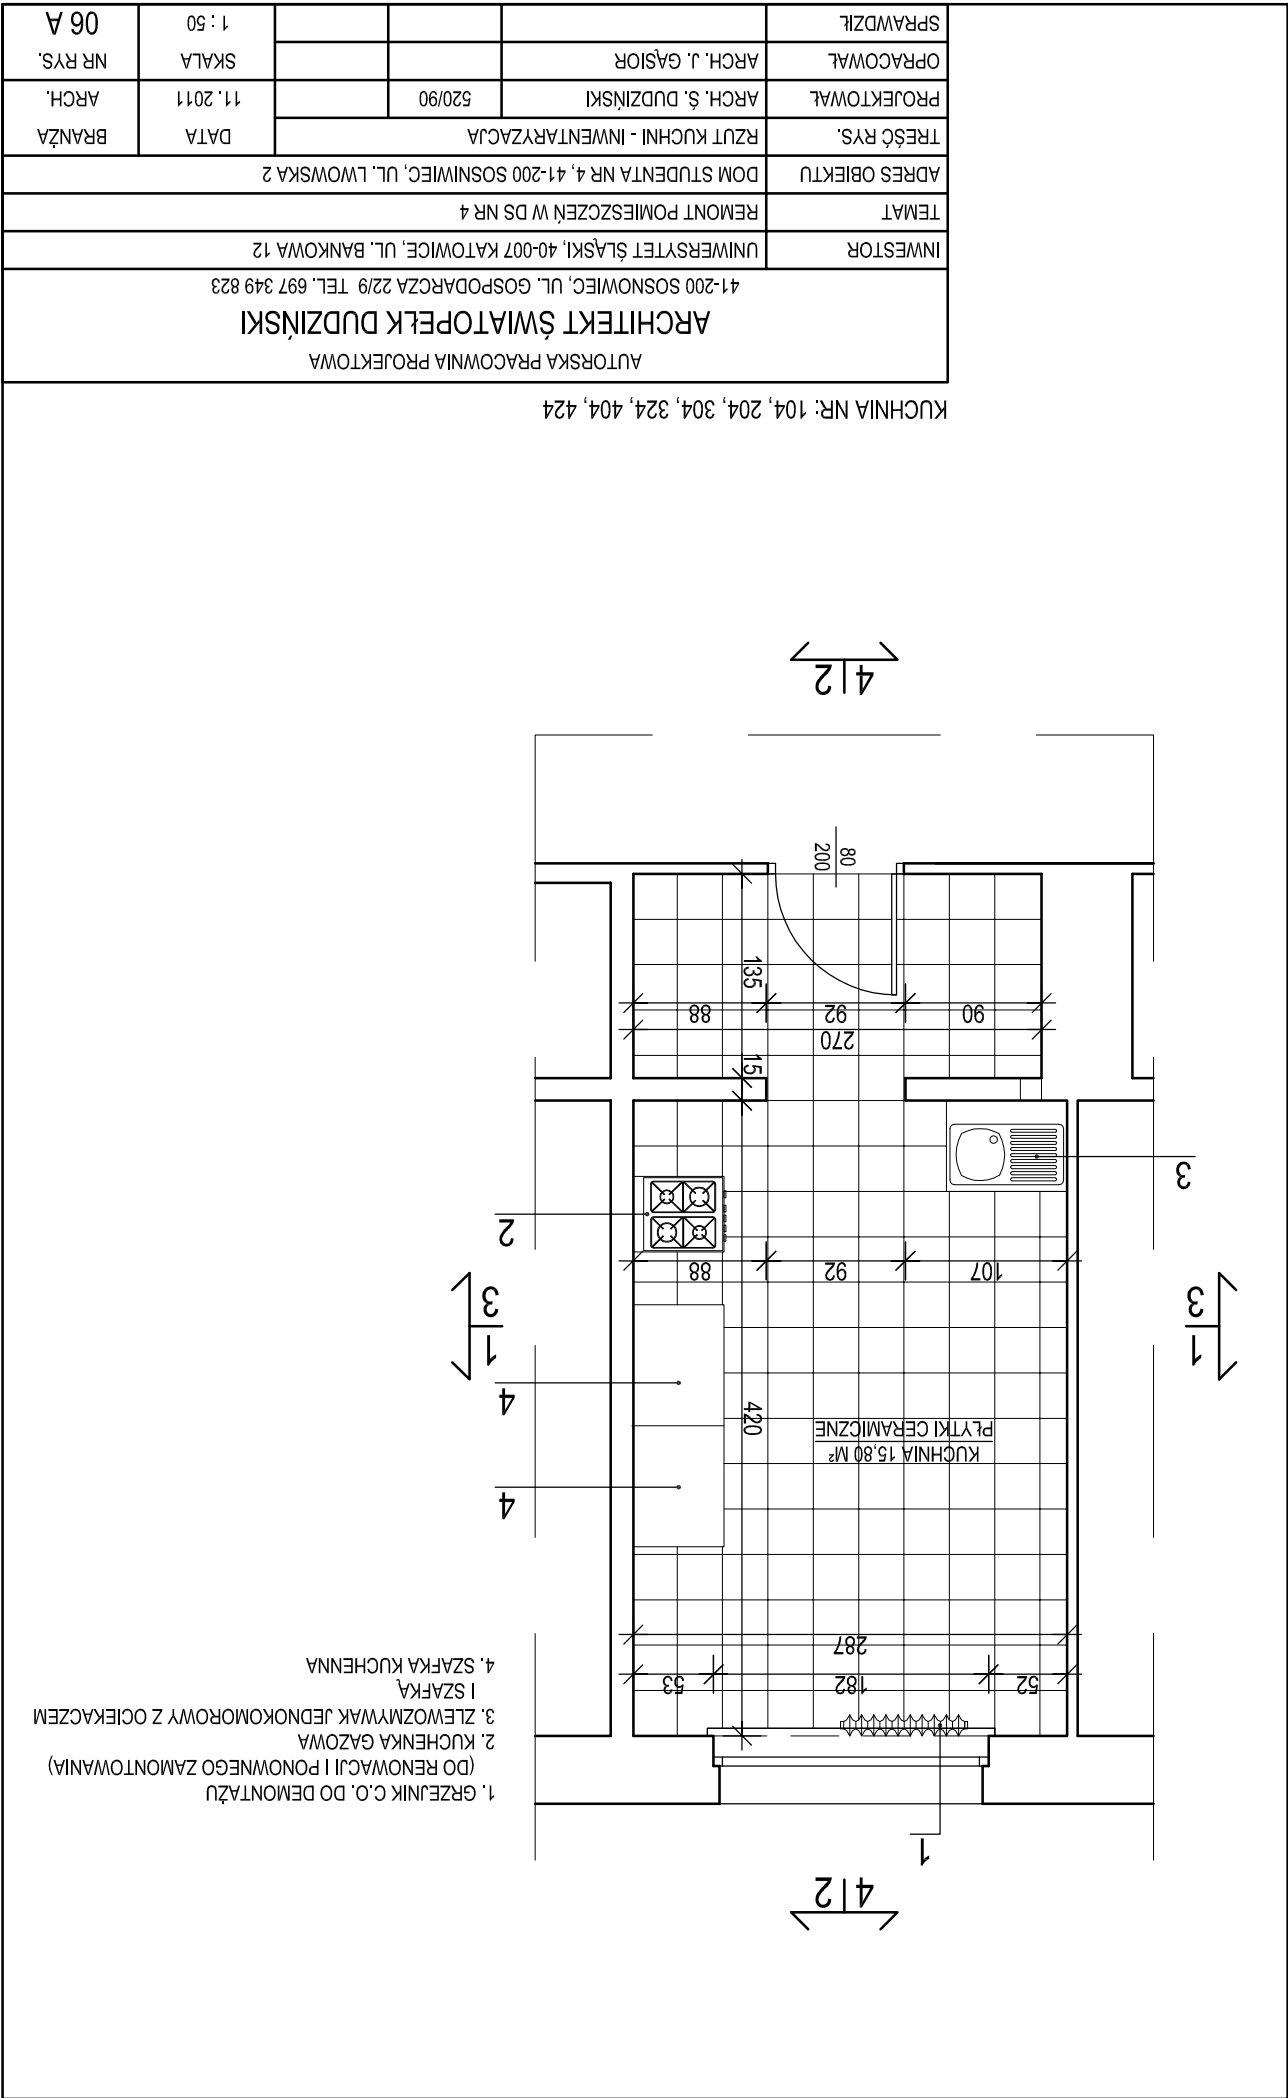 1
1. GRZEJNIK C.O. DO DEMONTAŻU
(DO RENOWACJI I PONOWNEGO ZAMONTOWANIA)
2. KUCHENKA GAZOWA
3. ZLEWOZMYWAK JEDNOKOMOROWY Z OCIEKACZEM
I SZAFKĄ
4. SZAFKA KUCHENNA
4|2
52
182
53
287
4
KUCHNIA 15,80 M²
PŁYTKI CERAMICZNE
420
4
1
3
1
3
107
92
88
2
3
15
270
90
92
88
135
80
200
4|2
KUCHNIA NR: 104, 204, 304, 324, 404, 424
AUTORSKA PRACOWNIA PROJEKTOWA
ARCHITEKT ŚWIATOPEŁK DUDZIŃSKI
41-200 SOSNOWIEC, UL. GOSPODARCZA 22/9 TEL. 697 349 823
INWESTOR UNIWERSYTET ŚLĄSKI, 40-007 KATOWICE, UL. BANKOWA 12
TEMAT REMONT POMIESZCZEŃ W DS NR 4
ADRES OBIEKTU DOM STUDENTA NR 4, 41-200 SOSNIWIEC, UL. LWOWSKA 2
TREŚĆ RYS. RZUT KUCHNI - INWENTARYZACJA DATA BRANŻA
PROJEKTOWAŁ ARCH. Ś. DUDZIŃSKI 520/90 11. 2011 ARCH.
OPRACOWAŁ ARCH. J. GĄSIOR SKALA NR RYS.
SPRAWDZIŁ 1 : 50 06 A